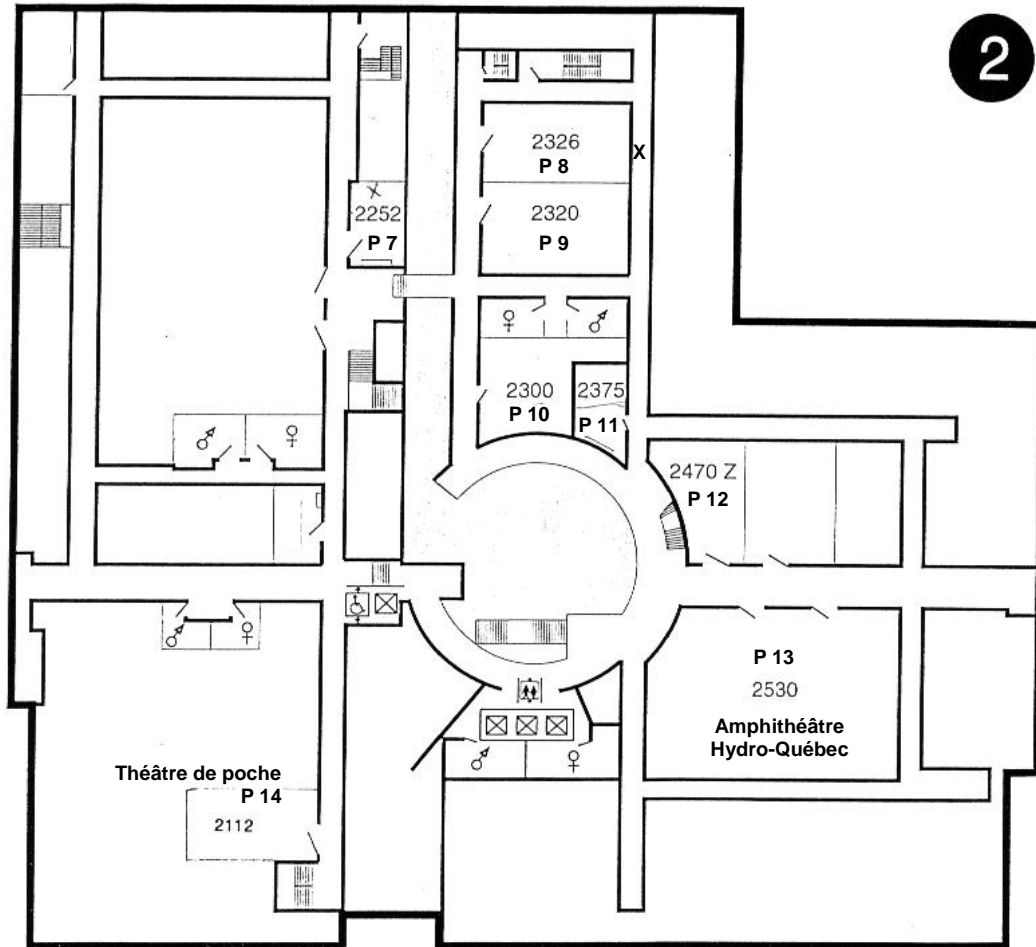 2
2326
P 8
X
2252
P 7
2320
P 9
2300
P 10
2375
P 11
2470 Z
P 12
P 13
2530
Amphithéâtre
Hydro-Québec
Théâtre de poche
P 14
2112